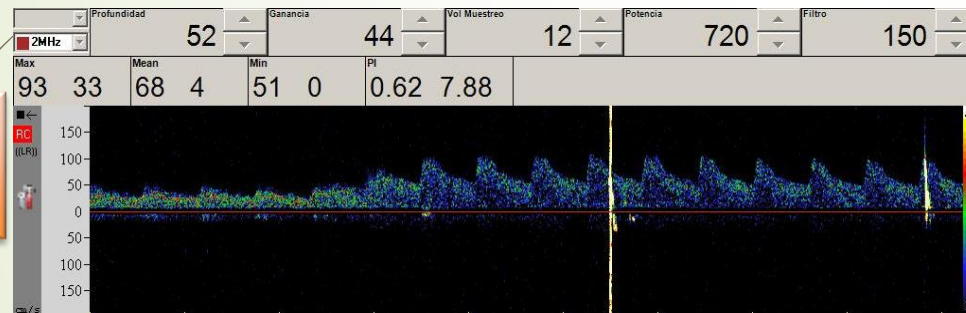 Profundidad
52
Ganancia
44
Vol Muestreo
12
Potencia
720
Filtro
150
2MHz
Max
93 33
Mean
68 4
Min
51 0
PI
0.62 7.88
RC
((LR))
150
100
50
0
50
100
150
cm/s